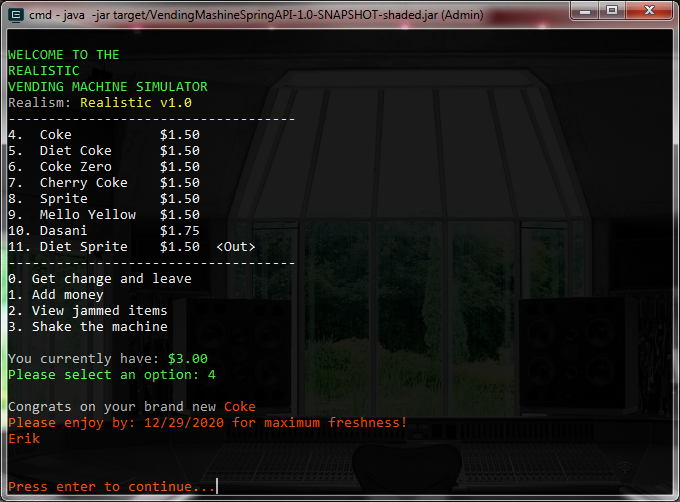 cmd - java  -jar target/VendingMashineSpringAPI-1.0-SNAPSHOT-shaded.jar (Admin)
WELCOME TO THE
REALISTIC
VENDING MACHINE SIMULATOR
Realism: Realistic v1.0
------------------------------------
4.  Coke           $1.50
5.  Diet Coke      $1.50
6.  Coke Zero      $1.50
7.  Cherry Coke    $1.50
8.  Sprite         $1.50
9.  Mello Yellow   $1.50
10. Dasani         $1.75
11. Diet Sprite    $1.50  <Out>
------------------------------------
0. Get change and leave
1. Add money
2. View jammed items
3. Shake the machine
You currently have: $3.00
Please select an option: 4
Congrats on your brand new Coke
Please enjoy by: 12/29/2020 for maximum freshness!
Erik
Press enter to continue...